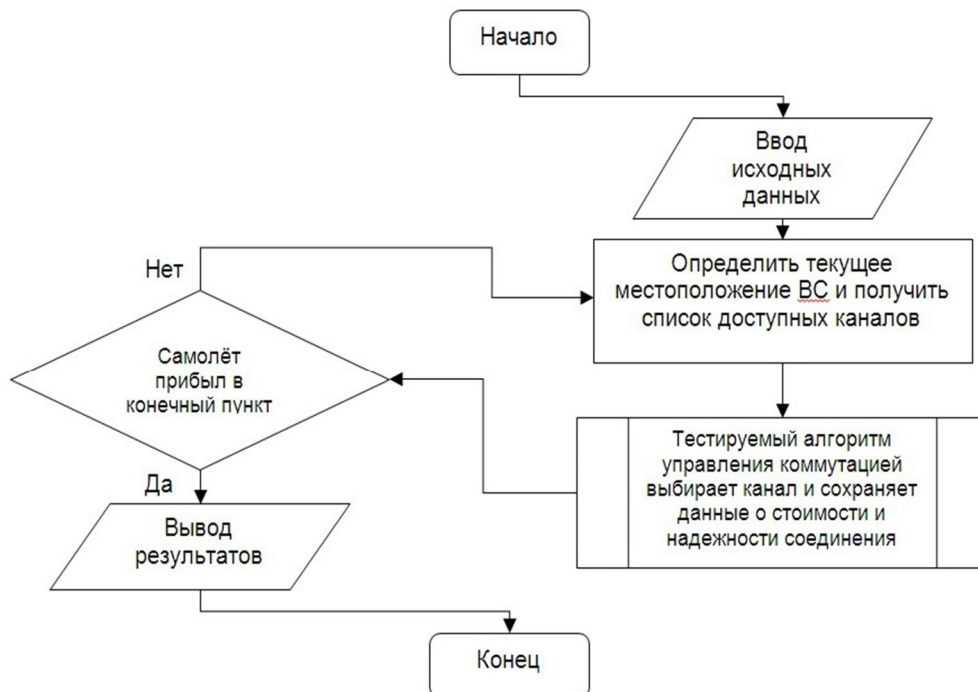 Начало
Ввод
исходных
данных
Определить текущее
местоположение ВС и получить
список доступных каналов
Тестируемый алгоритм
управления коммутацией
выбирает канал и сохраняет
данные о стоимости и
надежности соединения
Нет
Самолёт
прибыл в
конечный пункт
Да
Вывод
результатов
Конец